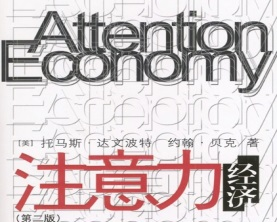 Attention
Economy
[美] 托马斯·达文波特 约翰·贝克 著
注意力经济
(第二版)